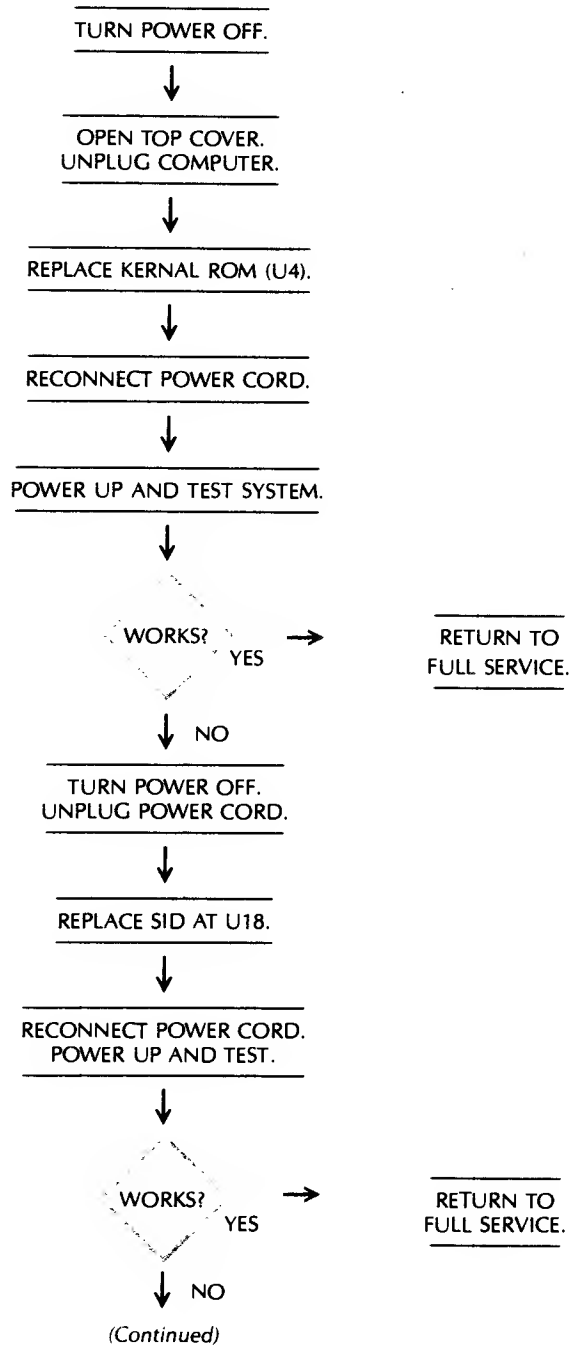 TURN POWER OFF.
OPEN TOP COVER.
UNPLUG COMPUTER.
REPLACE KERNAL ROM (U4).
RECONNECT POWER CORD.
POWER UP AND TEST SYSTEM.
WORKS?
YES
RETURN TO
FULL SERVICE.
NO
TURN POWER OFF.
UNPLUG POWER CORD.
REPLACE SID AT U18.
RECONNECT POWER CORD.
POWER UP AND TEST.
WORKS?
YES
RETURN TO
FULL SERVICE.
NO
(Continued)